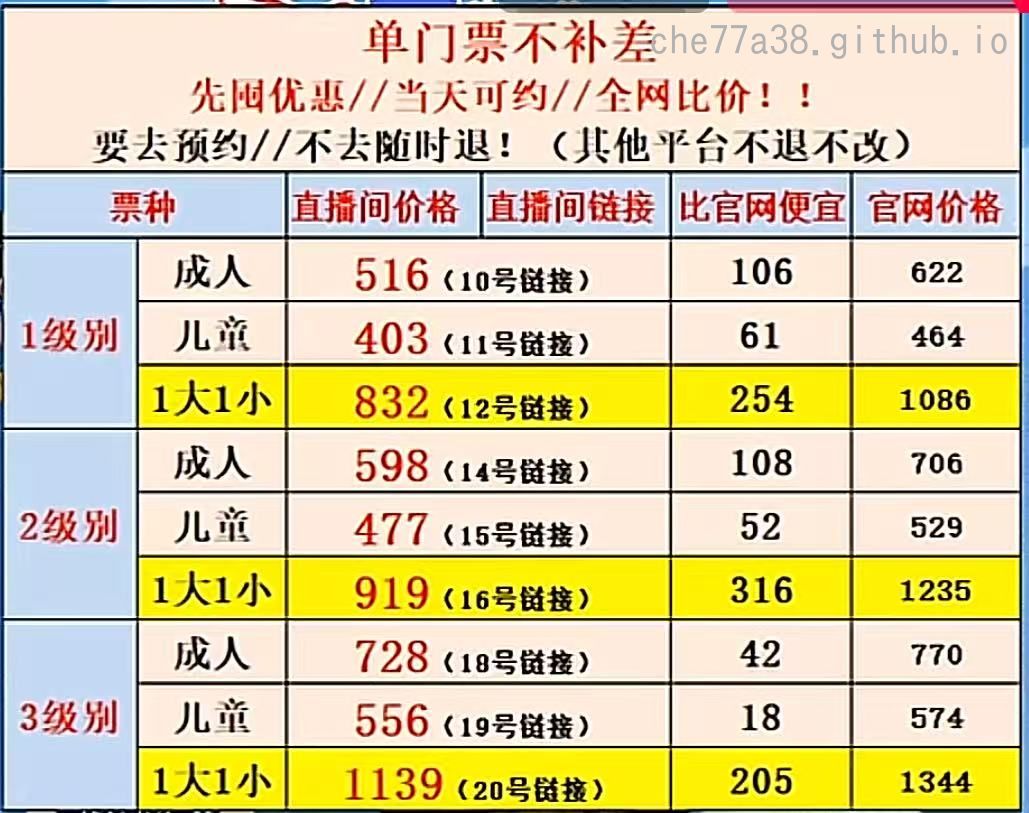 che77a38.github.io
单门票不补差
先囤优惠//当天可约//全网比价！！
要去预约//不去随时退！（其他平台不退不改）
票种 直播间价格 直播间链接 比官网便宜 官网价格
1级别
成人 516（10号链接） 106 622
儿童 403（11号链接） 61 464
1大1小 832（12号链接） 254 1086
2级别
成人 598（14号链接） 108 706
儿童 477（15号链接） 52 529
1大1小 919（16号链接） 316 1235
3级别
成人 728（18号链接） 42 770
儿童 556（19号链接） 18 574
1大1小 1139（20号链接） 205 1344